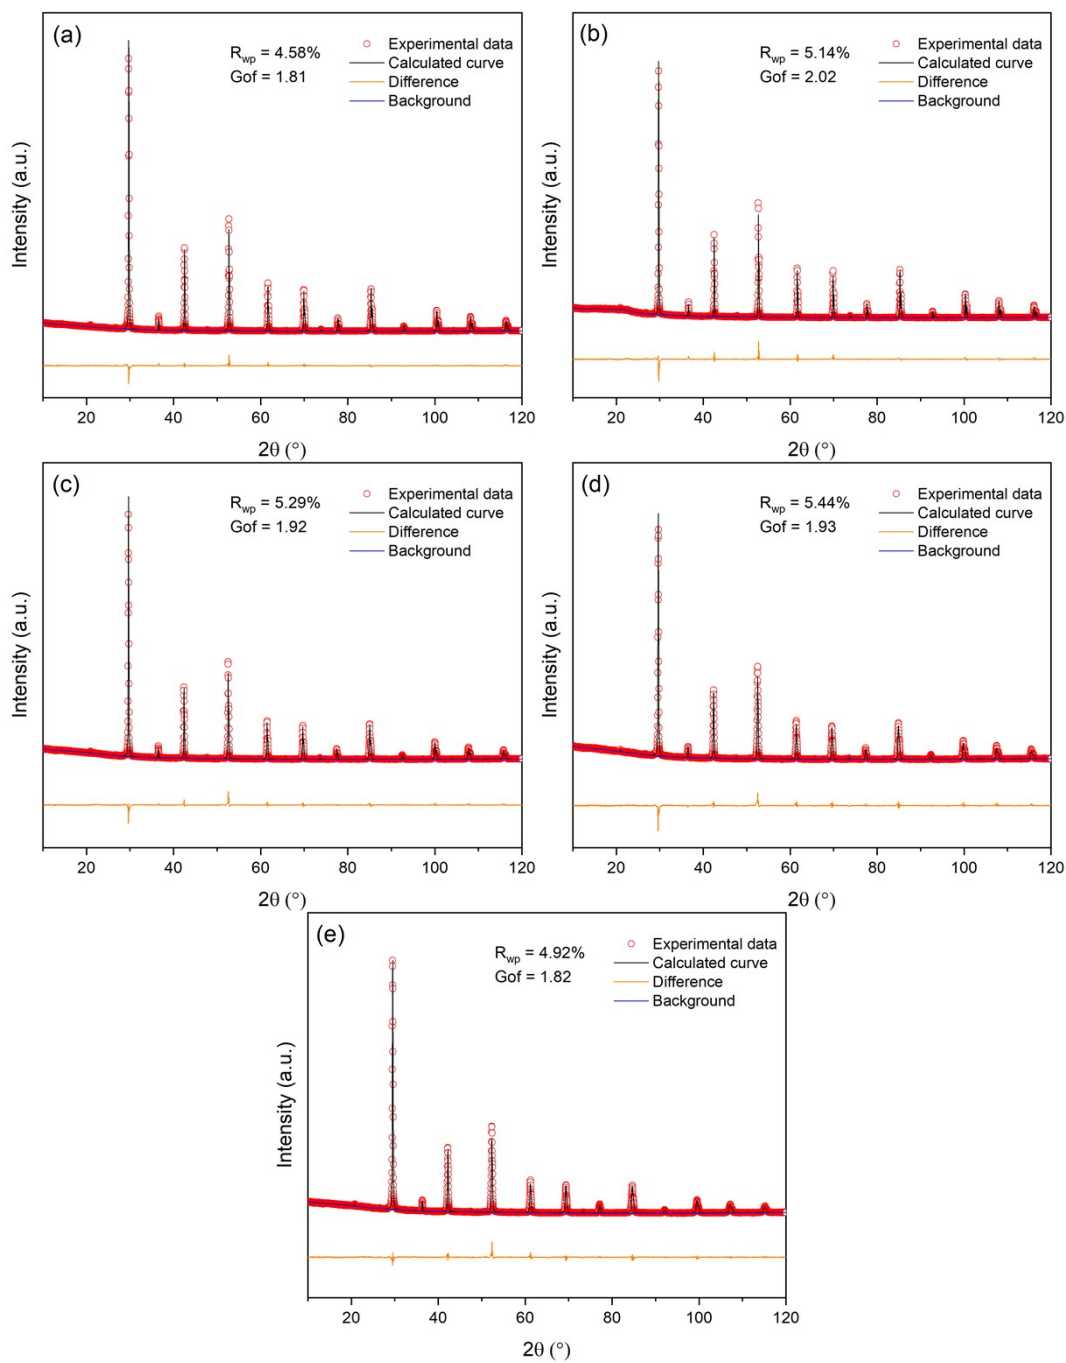 (a)
R_wp = 4.58%
Gof = 1.81
Experimental data
Calculated curve
Difference
Background
Intensity (a.u.)
20 40 60 80 100 120
2θ (°)
(b)
R_wp = 5.14%
Gof = 2.02
Experimental data
Calculated curve
Difference
Background
Intensity (a.u.)
20 40 60 80 100 120
2θ (°)
(c)
R_wp = 5.29%
Gof = 1.92
Experimental data
Calculated curve
Difference
Background
Intensity (a.u.)
20 40 60 80 100 120
2θ (°)
(d)
R_wp = 5.44%
Gof = 1.93
Experimental data
Calculated curve
Difference
Background
Intensity (a.u.)
20 40 60 80 100 120
2θ (°)
(e)
R_wp = 4.92%
Gof = 1.82
Experimental data
Calculated curve
Difference
Background
Intensity (a.u.)
20 40 60 80 100 120
2θ (°)